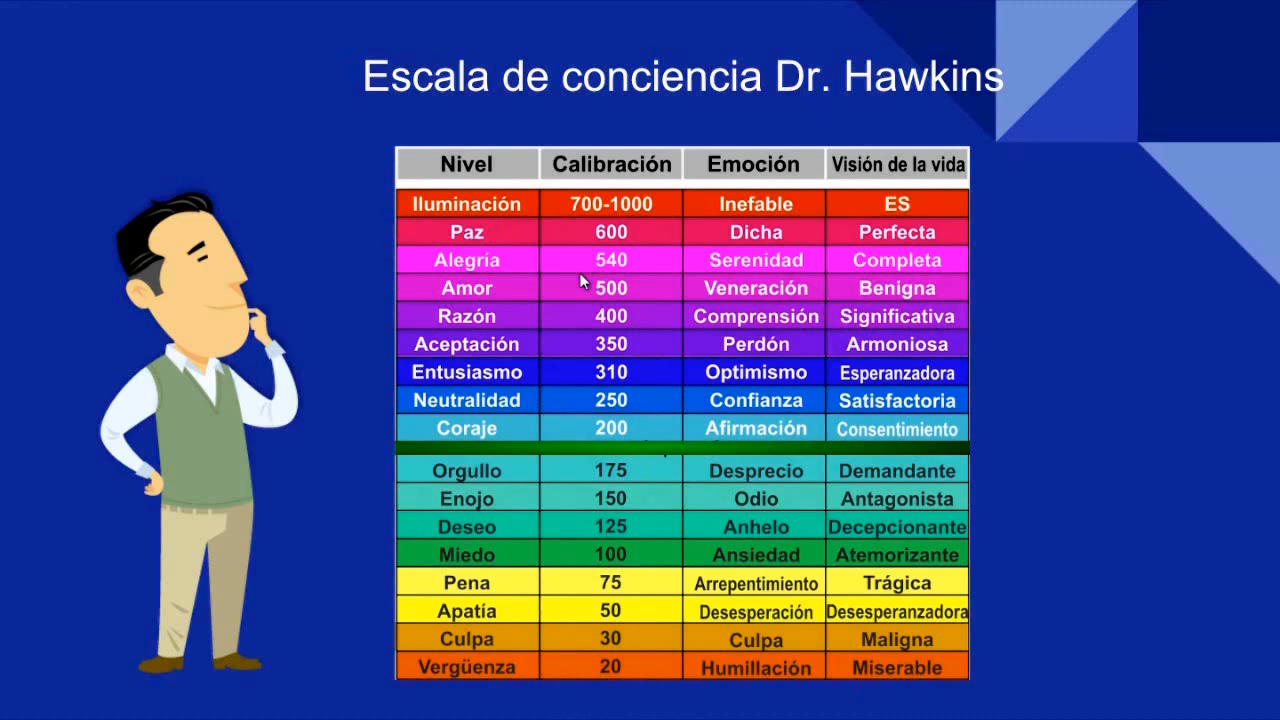 Escala de conciencia Dr. Hawkins
Nivel Calibración Emoción Visión de la vida
Iluminación 700-1000 Inefable ES
Paz 600 Dicha Perfecta
Alegría 540 Serenidad Completa
Amor 500 Veneración Benigna
Razón 400 Comprensión Significativa
Aceptación 350 Perdón Armoniosa
Entusiasmo 310 Optimismo Esperanzadora
Neutralidad 250 Confianza Satisfactoria
Coraje 200 Afirmación Consentimiento
Orgullo 175 Desprecio Demandante
Enojo 150 Odio Antagonista
Deseo 125 Anhelo Decepcionante
Miedo 100 Ansiedad Atemorizante
Pena 75 Arrepentimiento Trágica
Apatía 50 Desesperación Desesperanzadora
Culpa 30 Culpa Maligna
Vergüenza 20 Humillación Miserable